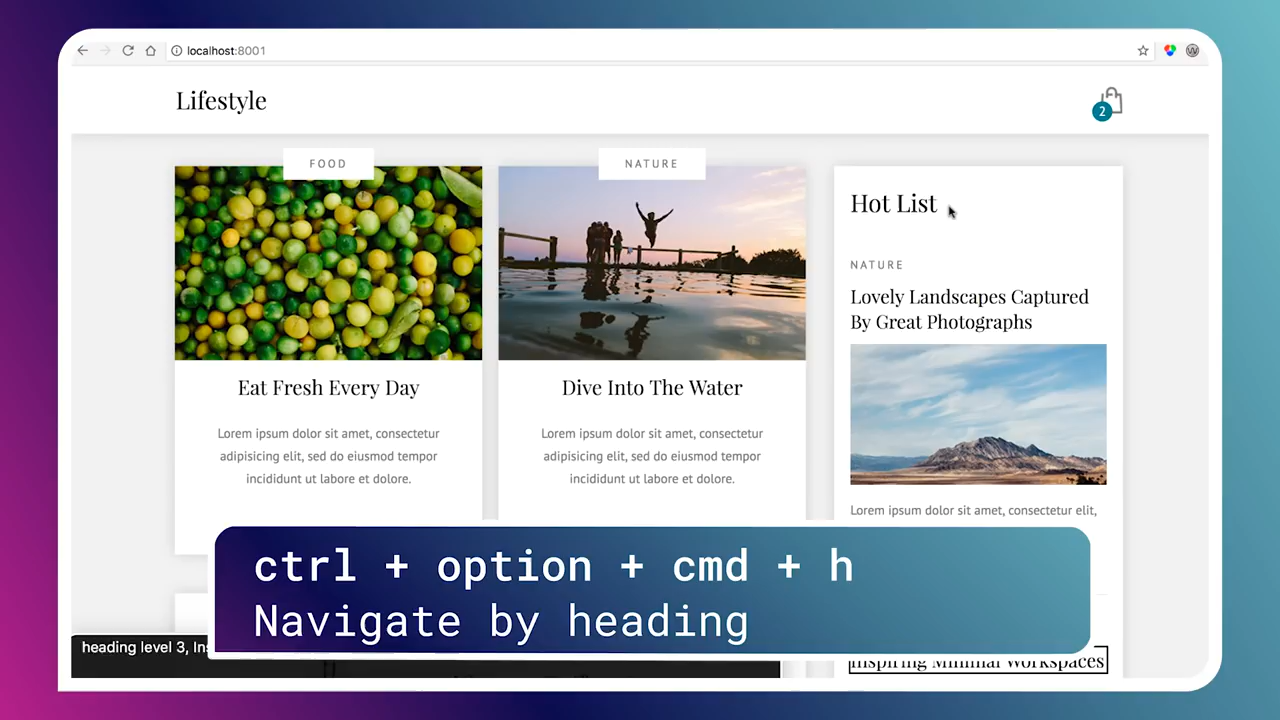 localhost:8001
Lifestyle
2
FOOD
NATURE
Eat Fresh Every Day
Lorem ipsum dolor sit amet, consectetur
adipisicing elit, sed do eiusmod tempor
incididunt ut labore et dolore.
Dive Into The Water
Lorem ipsum dolor sit amet, consectetur
adipisicing elit, sed do eiusmod tempor
incididunt ut labore et dolore.
Hot List
NATURE
Lovely Landscapes Captured
By Great Photographs
Lorem ipsum dolor sit amet, consectetur elit,
Inspiring Minimal Workspaces
ctrl + option + cmd + h
Navigate by heading
heading level 3, Ins